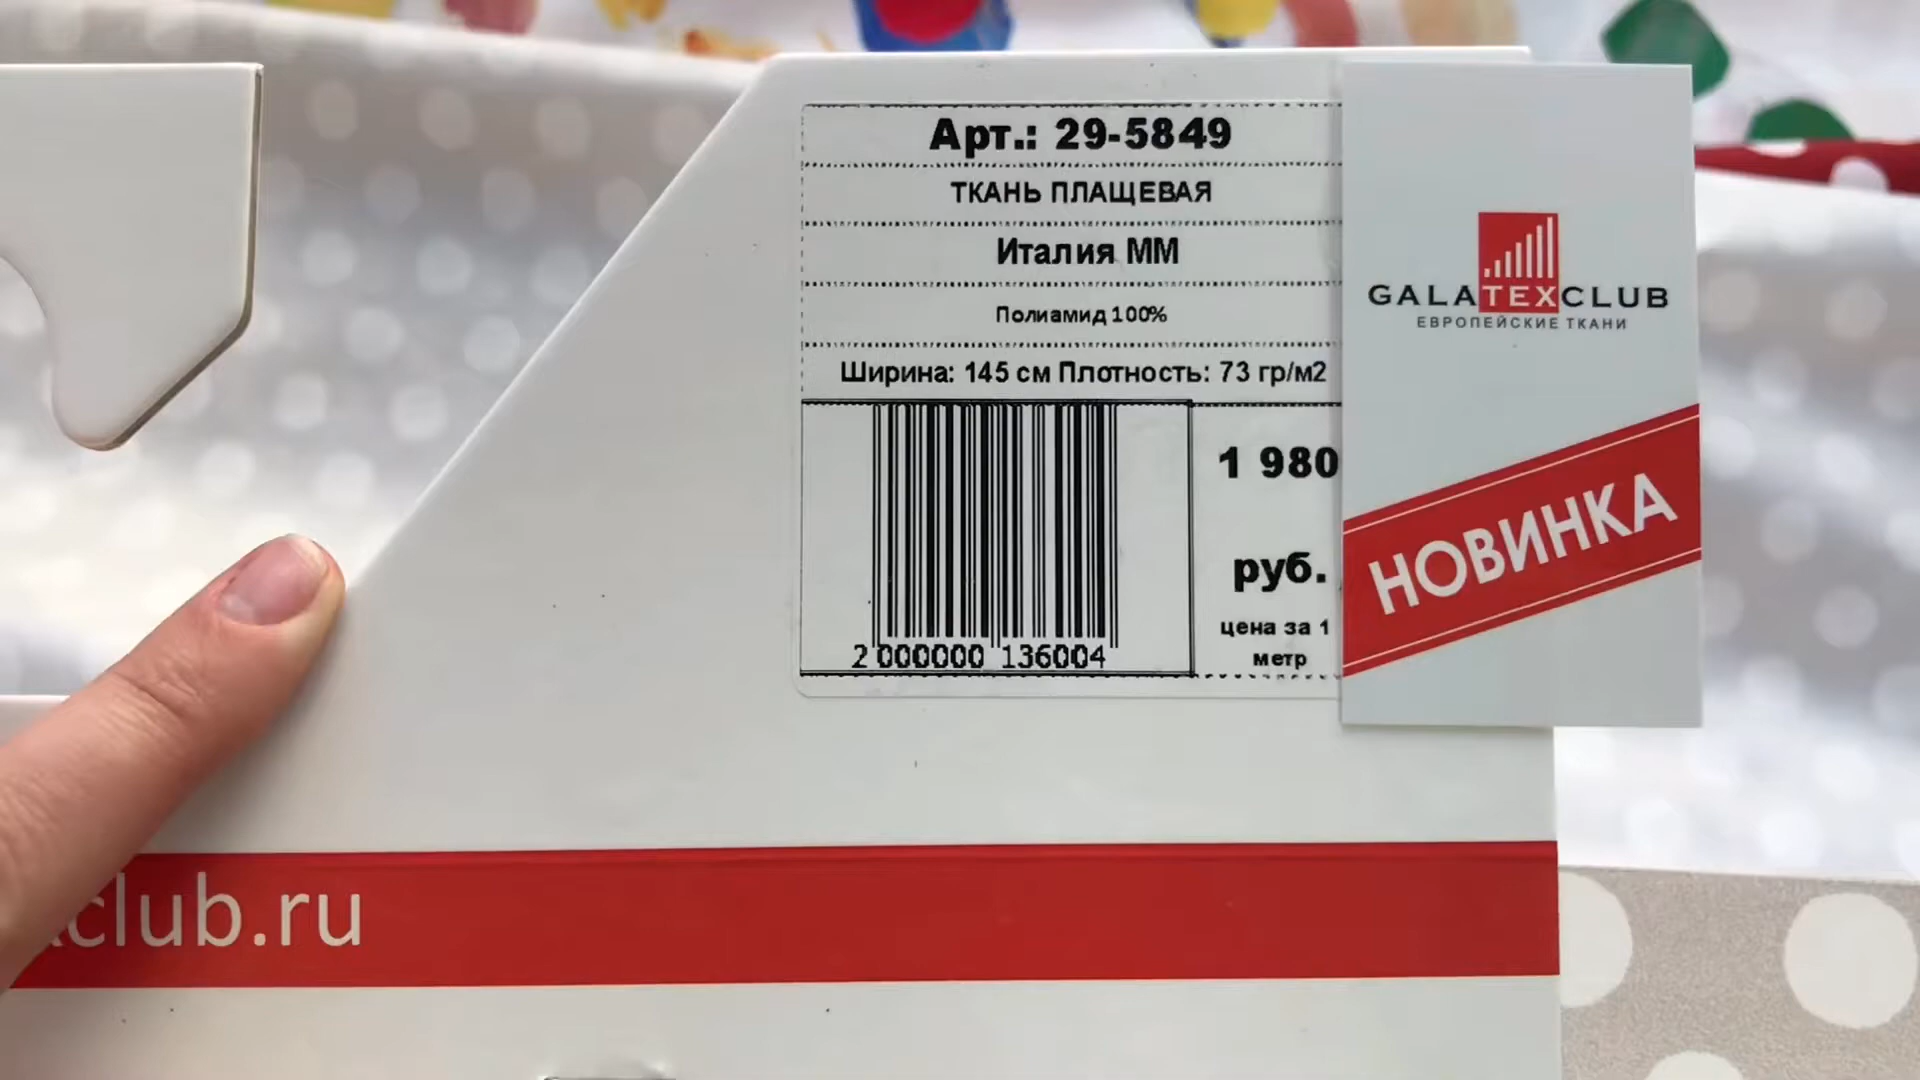 Арт.: 29-5849
ТКАНЬ ПЛАЩЕВАЯ
Италия ММ
Полиамид 100%
Ширина: 145 см Плотность: 73 гр/м2
1 980
руб.
цена за 1
метр
2 000000 136004
GALATEXCLUB
ЕВРОПЕЙСКИЕ ТКАНИ
НОВИНКА
club.ru